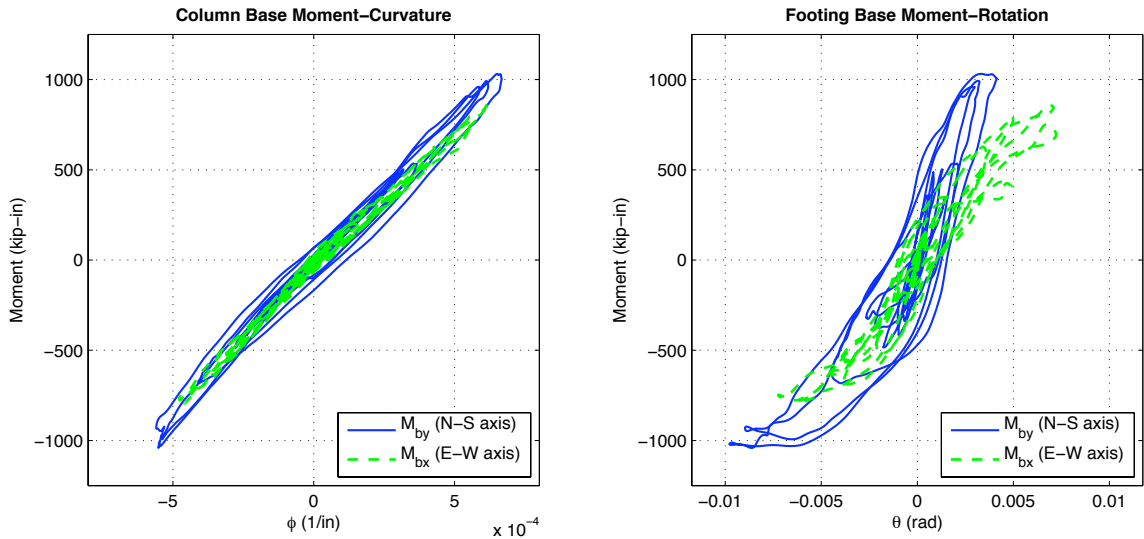 Column Base Moment−Curvature
Moment (kip−in)
1000
500
0
−500
−1000
−5
0
5
x 10⁻⁴
ϕ (1/in)
M_by (N−S axis)
M_bx (E−W axis)
Footing Base Moment−Rotation
Moment (kip−in)
1000
500
0
−500
−1000
−0.01
−0.005
0
0.005
0.01
θ (rad)
M_by (N−S axis)
M_bx (E−W axis)